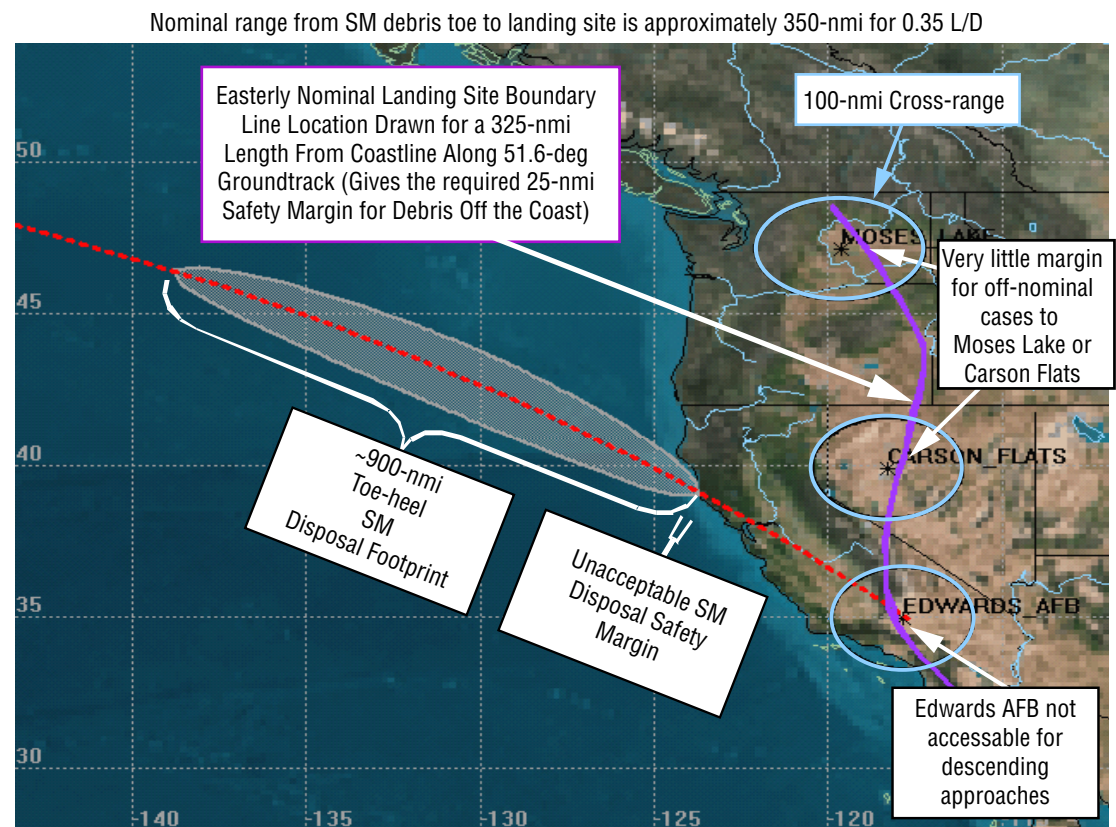 Nominal range from SM debris toe to landing site is approximately 350-nmi for 0.35 L/D
Easterly Nominal Landing Site Boundary
Line Location Drawn for a 325-nmi
Length From Coastline Along 51.6-deg
Groundtrack (Gives the required 25-nmi
Safety Margin for Debris Off the Coast)
100-nmi Cross-range
50
MOSES_LAKE
Very little margin
for off-nominal
cases to
Moses Lake or
Carson Flats
45
~900-nmi
Toe-heel
SM
Disposal Footprint
40
CARSON_FLATS
Unacceptable SM
Disposal Safety
Margin
35
EDWARDS_AFB
Edwards AFB not
accessable for
descending
approaches
30
-140
-135
-130
-125
-120